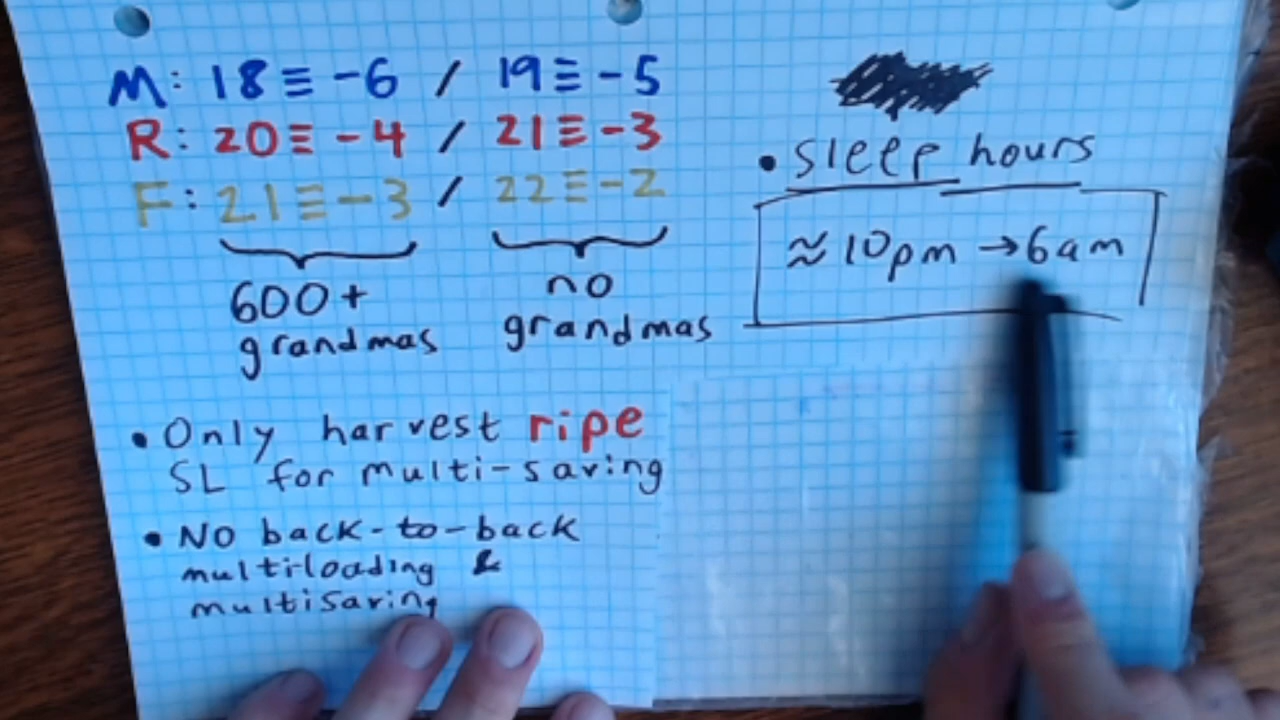 M: 18 ≡ -6 / 19 ≡ -5
R: 20 ≡ -4 / 21 ≡ -3
F: 21 ≡ -3 / 22 ≡ -2
600+
grandmas
no
grandmas
• Only harvest ripe
SL for multi-saving
• No back-to-back
multiloading &
multisaving
• sleep hours
≈ 10pm → 6am